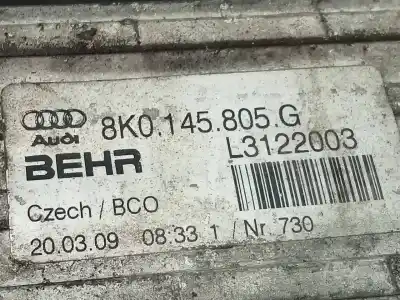 8K0.145.805.G
Audi
BEHR
L3122003
Czech / BCO
20.03.09 08:33 1 / Nr. 730